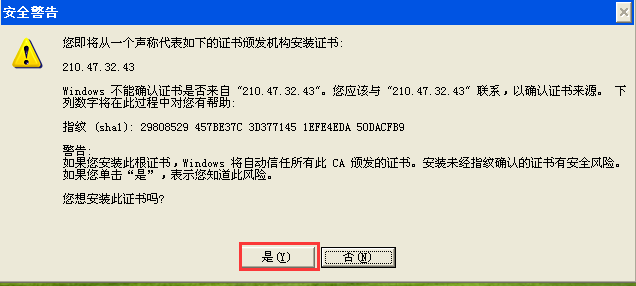 安全警告
您即将从一个声称代表如下的证书颁发机构安装证书:
210.47.32.43
Windows 不能确认证书是否来自 "210.47.32.43"。您应该与 "210.47.32.43" 联系，以确认证书来源。 下
列数字将在此过程中对您有帮助:
指纹 (sha1): 29808529 457BE37C 3D377145 1EFE4EDA 50DACFB9
警告:
如果您安装此根证书，Windows 将自动信任所有此 CA 颁发的证书。安装未经指纹确认的证书有安全风险。
如果您单击“是”，表示您知道此风险。
您想安装此证书吗?
是(Y) 否(N)